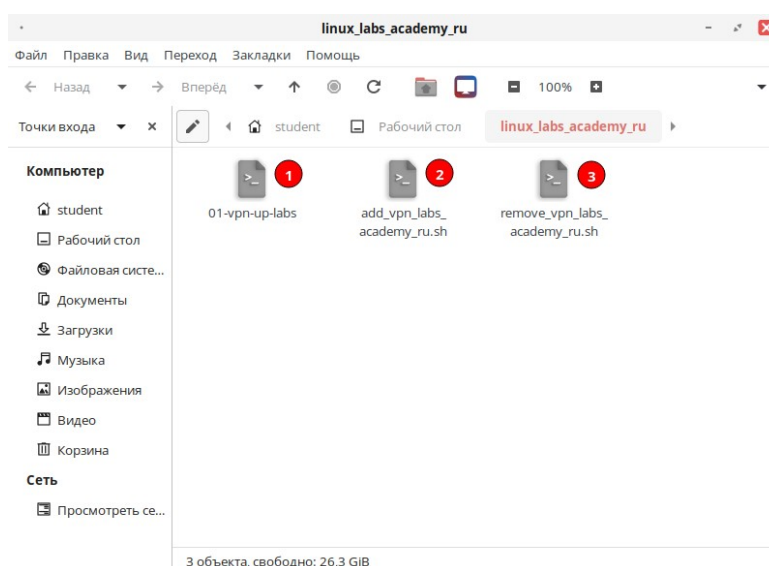 linux_labs_academy_ru
Файл Правка Вид Переход Закладки Помощь
Назад Вперёд 100%
Точки входа student Рабочий стол linux_labs_academy_ru
Компьютер
student
Рабочий стол
Файловая систе...
Документы
Загрузки
Музыка
Изображения
Видео
Корзина
Сеть
Просмотреть се...
1 2 3
01-vpn-up-labs add_vpn_labs_ remove_vpn_labs_
academy_ru.sh academy_ru.sh
3 объекта, свободно: 26,3 GiB